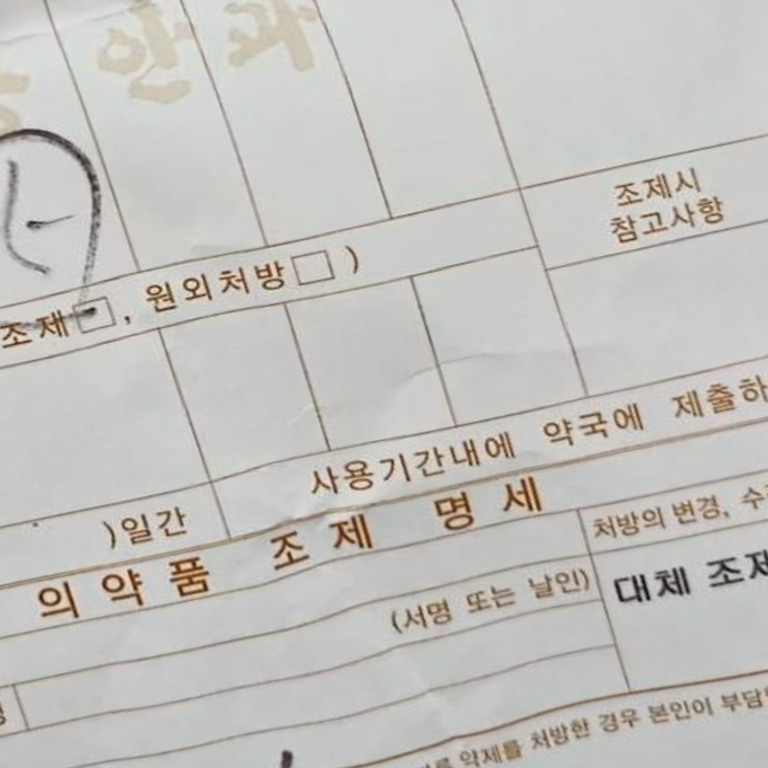 조제시
참고사항
조제☐, 원외처방☐ )
사용기간내에 약국에 제출하
)일간
의약품 조제 명세
처방의 변경, 수
대체 조제
(서명 또는 날인)
약제를 처방한 경우 본인이 부담